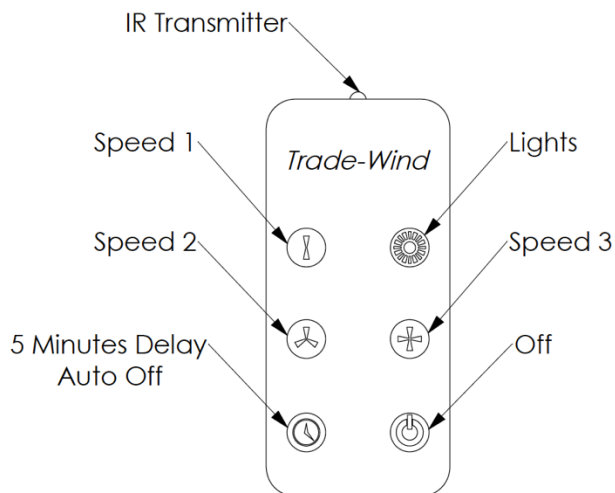 IR Transmitter
Speed 1
Trade-Wind
Lights
Speed 2
Speed 3
5 Minutes Delay
Auto Off
Off